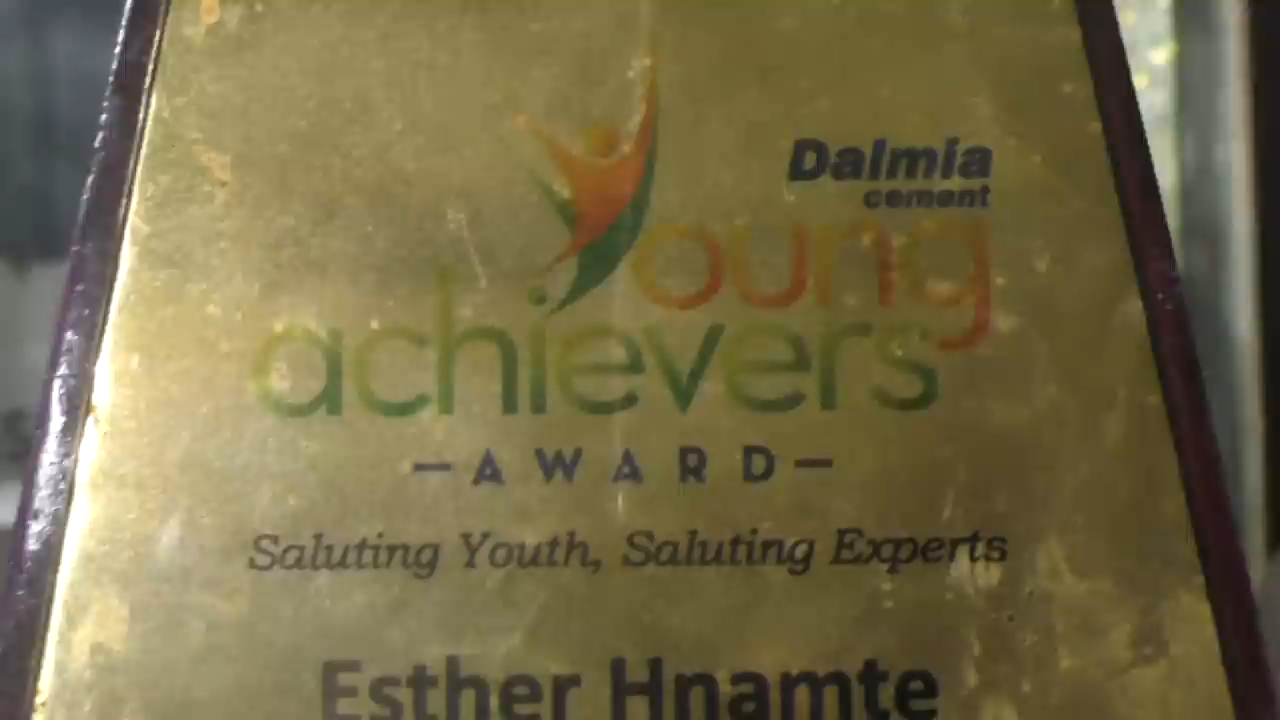 Dalmia
cement
Young
achievers
AWARD
Saluting Youth, Saluting Experts
Esther Hnamte